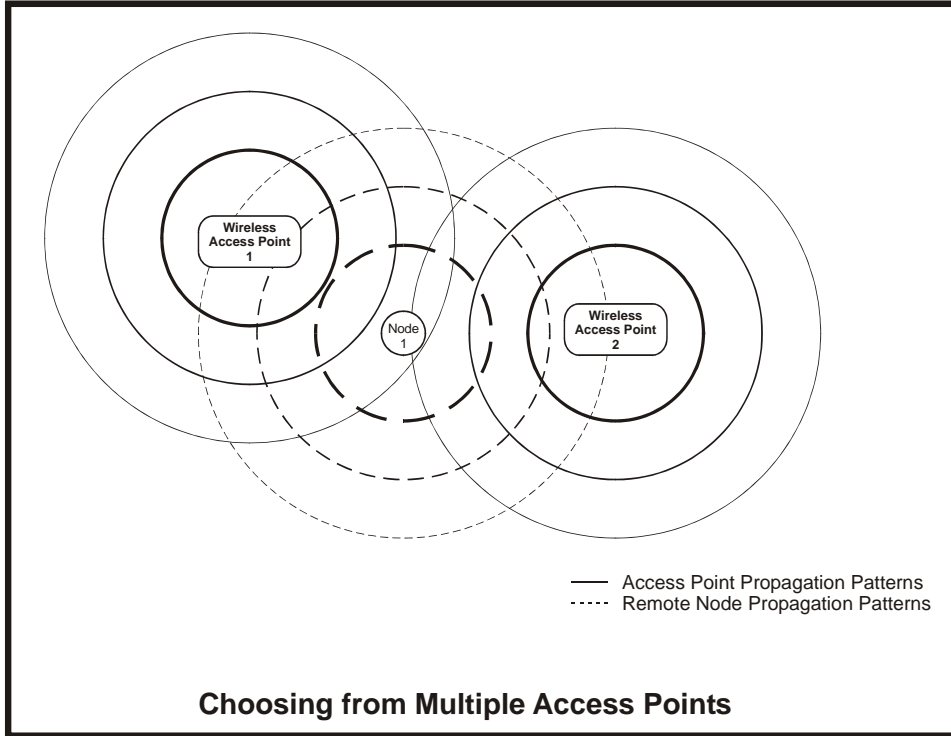 Wireless
Access Point
1
Node
1
Wireless
Access Point
2
Access Point Propagation Patterns
Remote Node Propagation Patterns
Choosing from Multiple Access Points